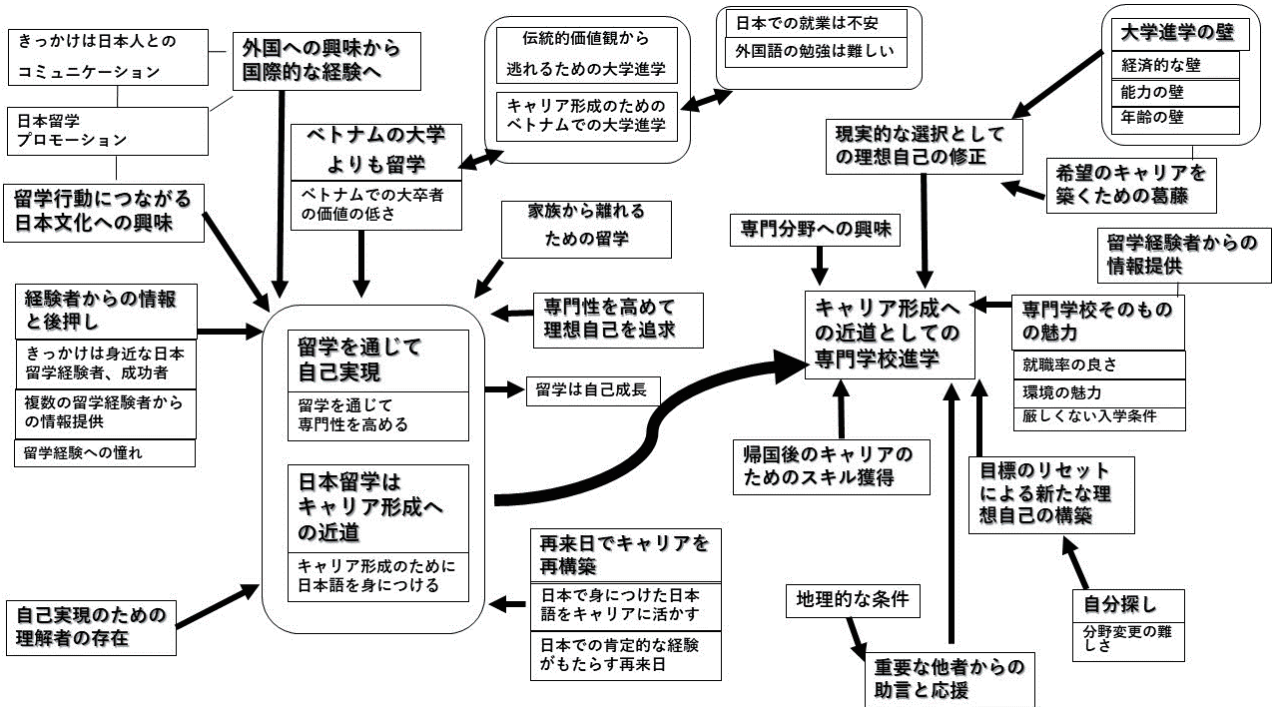 きっかけは日本人との
コミュニケーション
日本留学
プロモーション
外国への興味から
国際的な経験へ
留学行動につながる
日本文化への興味
ベトナムの大学
よりも留学
ベトナムでの大卒者
の価値の低さ
伝統的価値観から
逃れるための大学進学
キャリア形成のための
ベトナムでの大学進学
日本での就業は不安
外国語の勉強は難しい
大学進学の壁
経済的な壁
能力の壁
年齢の壁
現実的な選択として
の理想自己の修正
希望のキャリアを
築くための葛藤
家族から離れる
ための留学
専門分野への興味
留学経験者からの
情報提供
経験者からの情報
と後押し
きっかけは身近な日本
留学経験者、成功者
複数の留学経験者から
の情報提供
留学経験への憧れ
留学を通じて
自己実現
留学を通じて
専門性を高める
日本留学は
キャリア形成へ
の近道
キャリア形成のために
日本語を身につける
専門性を高めて
理想自己を追求
留学は自己成長
キャリア形成へ
の近道としての
専門学校進学
専門学校そのもの
の魅力
就職率の良さ
環境の魅力
厳しくない入学条件
帰国後のキャリアの
ためのスキル獲得
目標のリセット
による新たな理
想自己の構築
再来日でキャリアを
再構築
日本で身につけた日本
語をキャリアに活かす
日本での肯定的な経験
がもたらす再来日
自己実現のための
理解者の存在
地理的な条件
重要な他者からの
助言と応援
自分探し
分野変更の難
しさ